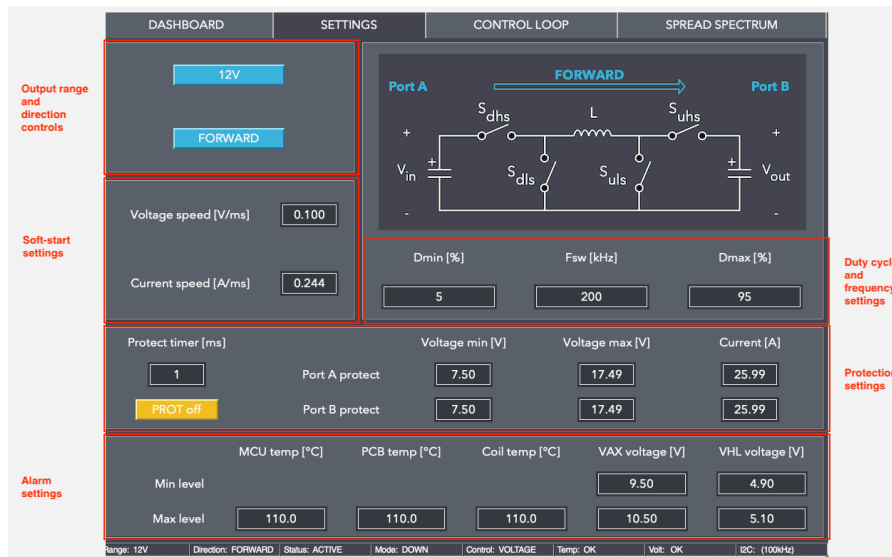 DASHBOARD SETTINGS CONTROL LOOP SPREAD SPECTRUM
Output range
and
direction
controls
12V
FORWARD
Port A FORWARD Port B
Sdhs L Suhs
+ +
Vin + Sdls Suls + Vout
- -
Soft-start
settings
Voltage speed [V/ms] 0.100
Current speed [A/ms] 0.244
Dmin [%] Fsw [kHz] Dmax [%]
5 200 95
Duty cycl
and
frequency
settings
Protect timer [ms] Voltage min [V] Voltage max [V] Current [A]
1 Port A protect 7.50 17.49 25.99
PROT off Port B protect 7.50 17.49 25.99
Protection
settings
Alarm
settings
MCU temp [°C] PCB temp [°C] Coil temp [°C] VAX voltage [V] VHL voltage [V]
Min level 9.50 4.90
Max level 110.0 110.0 110.0 10.50 5.10
Range: 12V Direction: FORWARD Status: ACTIVE Mode: DOWN Control: VOLTAGE Temp: OK Volt: OK I2C: (100kHz)